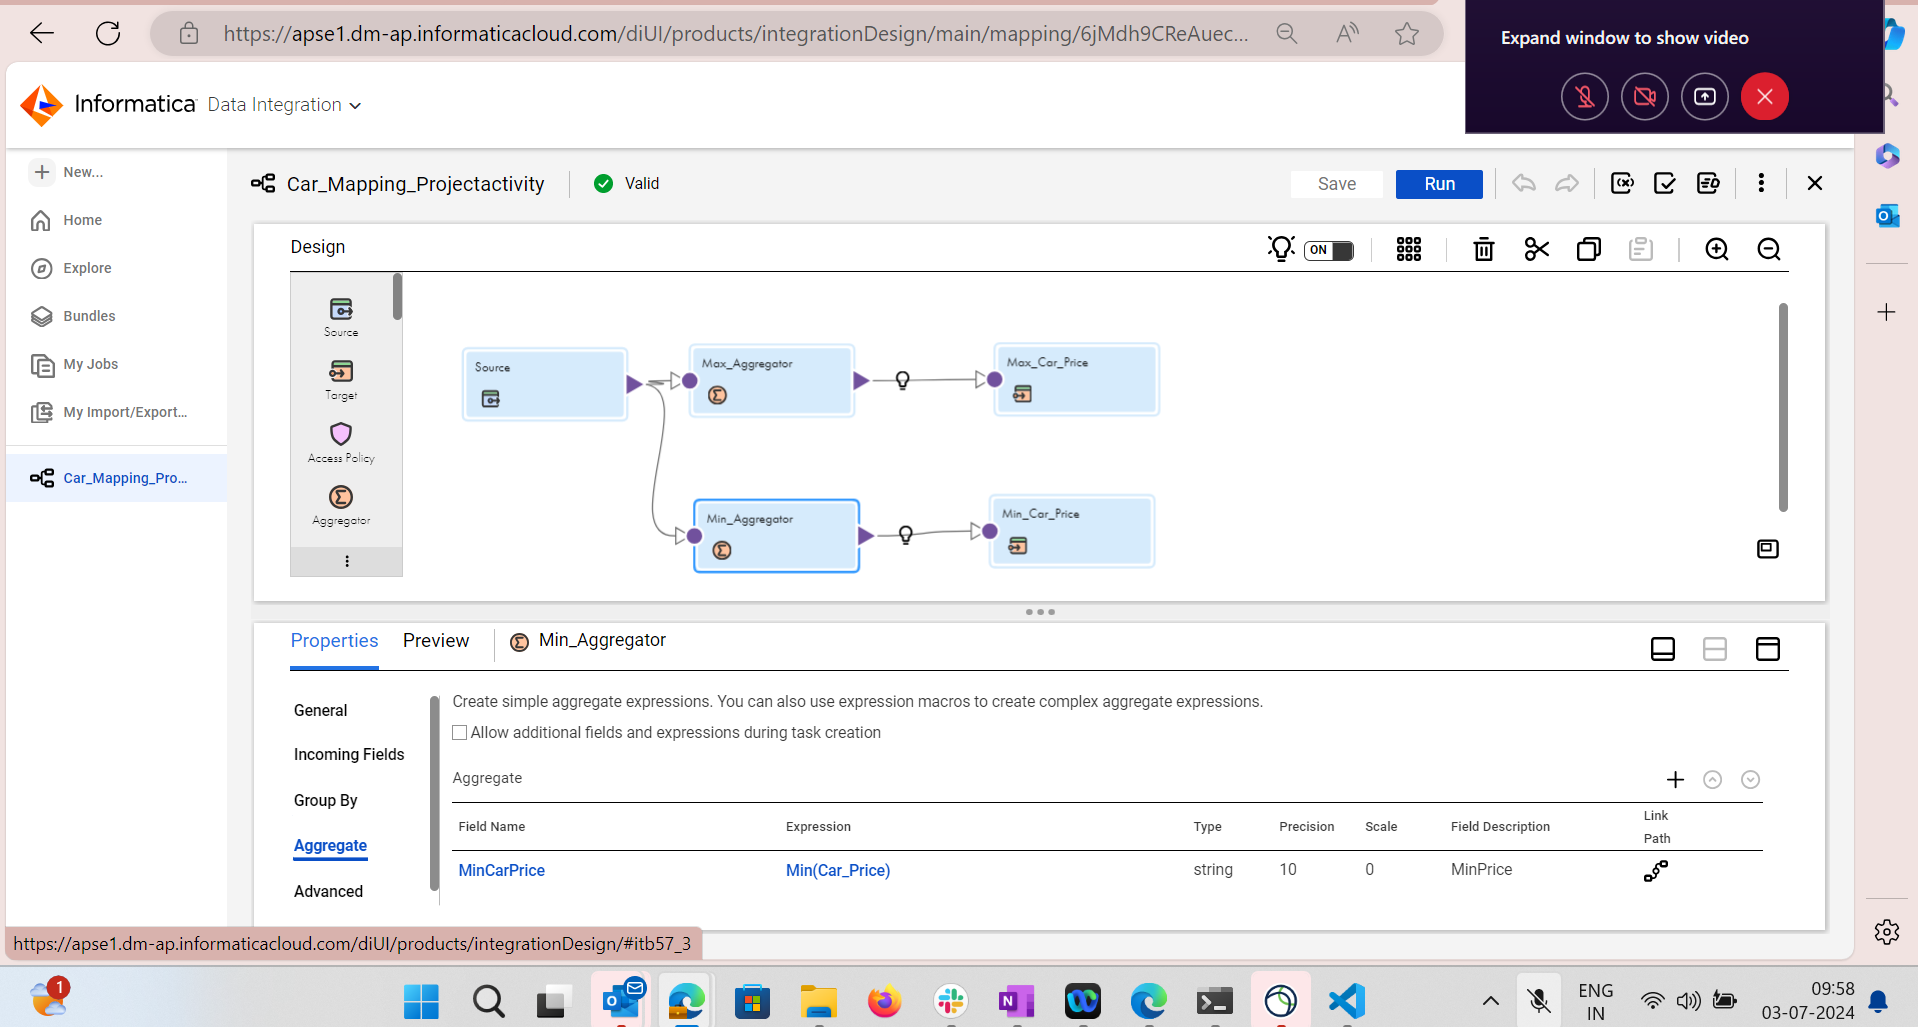 https://apse1.dm-ap.informaticacloud.com/diUI/products/integrationDesign/main/mapping/6jMdh9CReAuec...
Expand window to show video
Informatica Data Integration
New...
Home
Explore
Bundles
My Jobs
My Import/Export...
Car_Mapping_Pro...
Car_Mapping_Projectactivity
Valid
Save
Run
Design
ON
Source
Target
Access Policy
Aggregator
Source
Max_Aggregator
Max_Car_Price
Min_Aggregator
Min_Car_Price
Properties
Preview
Min_Aggregator
General
Incoming Fields
Group By
Aggregate
Advanced
Create simple aggregate expressions. You can also use expression macros to create complex aggregate expressions.
Allow additional fields and expressions during task creation
Aggregate
Field Name Expression Type Precision Scale Field Description Link Path
MinCarPrice Min(Car_Price) string 10 0 MinPrice
https://apse1.dm-ap.informaticacloud.com/diUI/products/integrationDesign/#itb57_3
1
ENG
IN
09:58
03-07-2024